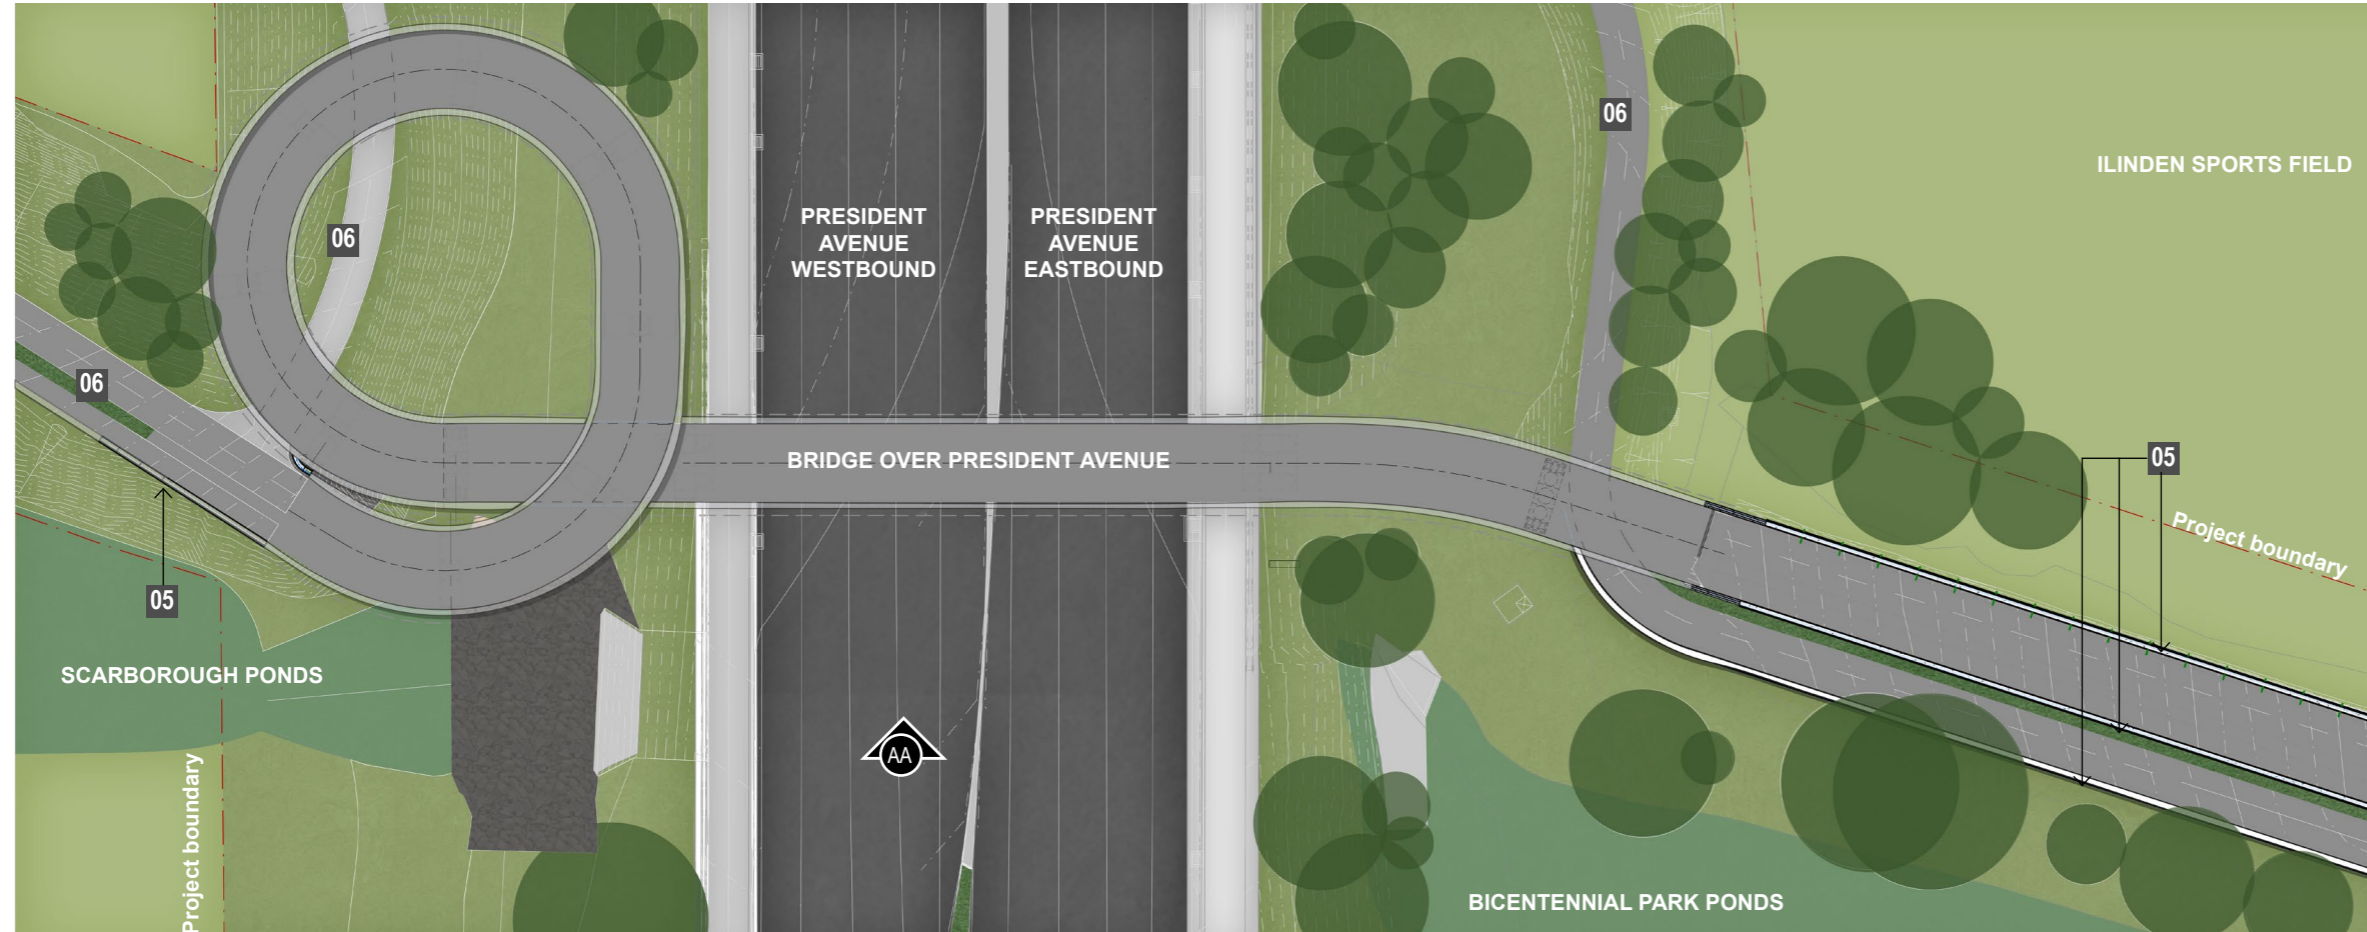 06
ILINDEN SPORTS FIELD
PRESIDENT
AVENUE
WESTBOUND
PRESIDENT
AVENUE
EASTBOUND
06
06
BRIDGE OVER PRESIDENT AVENUE
05
Project boundary
05
SCARBOROUGH PONDS
AA
Project boundary
BICENTENNIAL PARK PONDS